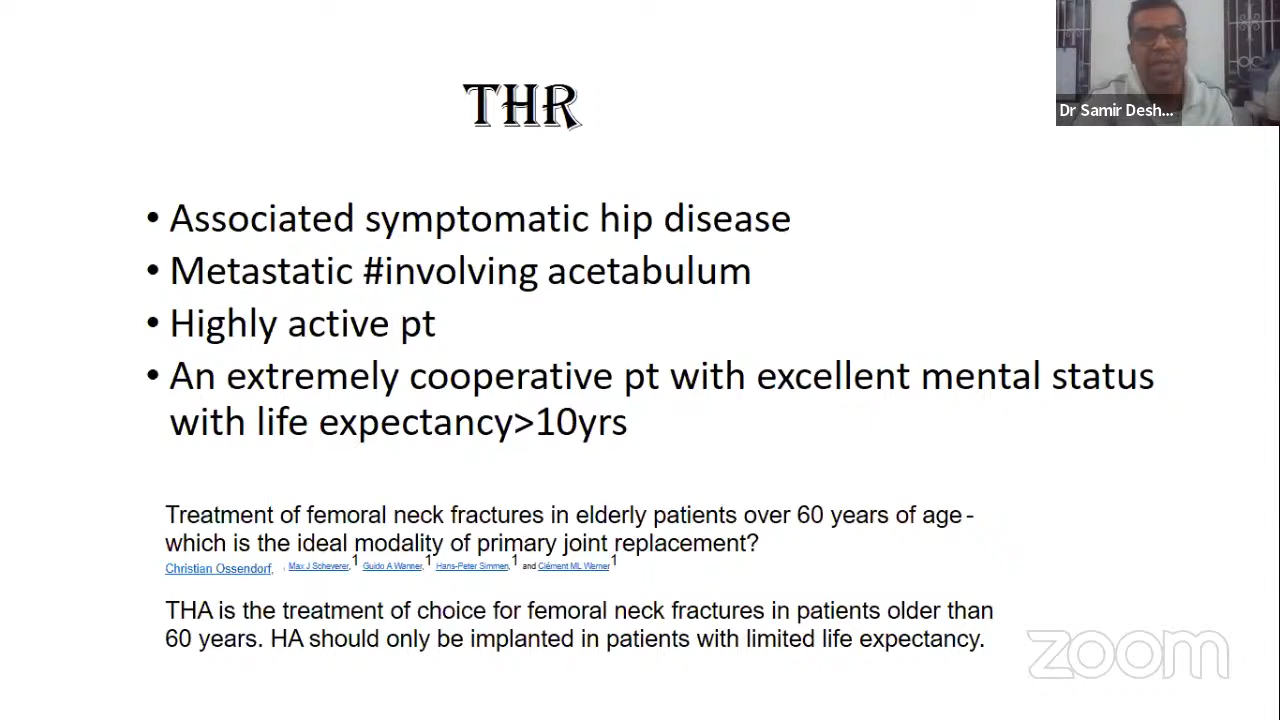 Dr Samir Desh...
THR
• Associated symptomatic hip disease
• Metastatic #involving acetabulum
• Highly active pt
• An extremely cooperative pt with excellent mental status
with life expectancy>10yrs
Treatment of femoral neck fractures in elderly patients over 60 years of age -
which is the ideal modality of primary joint replacement?
Christian Ossendorf, , Max J Scheyerer,1 Guido A Wanner,1 Hans-Peter Simmen,1 and Clément ML Werner1
THA is the treatment of choice for femoral neck fractures in patients older than
60 years. HA should only be implanted in patients with limited life expectancy.
zoom